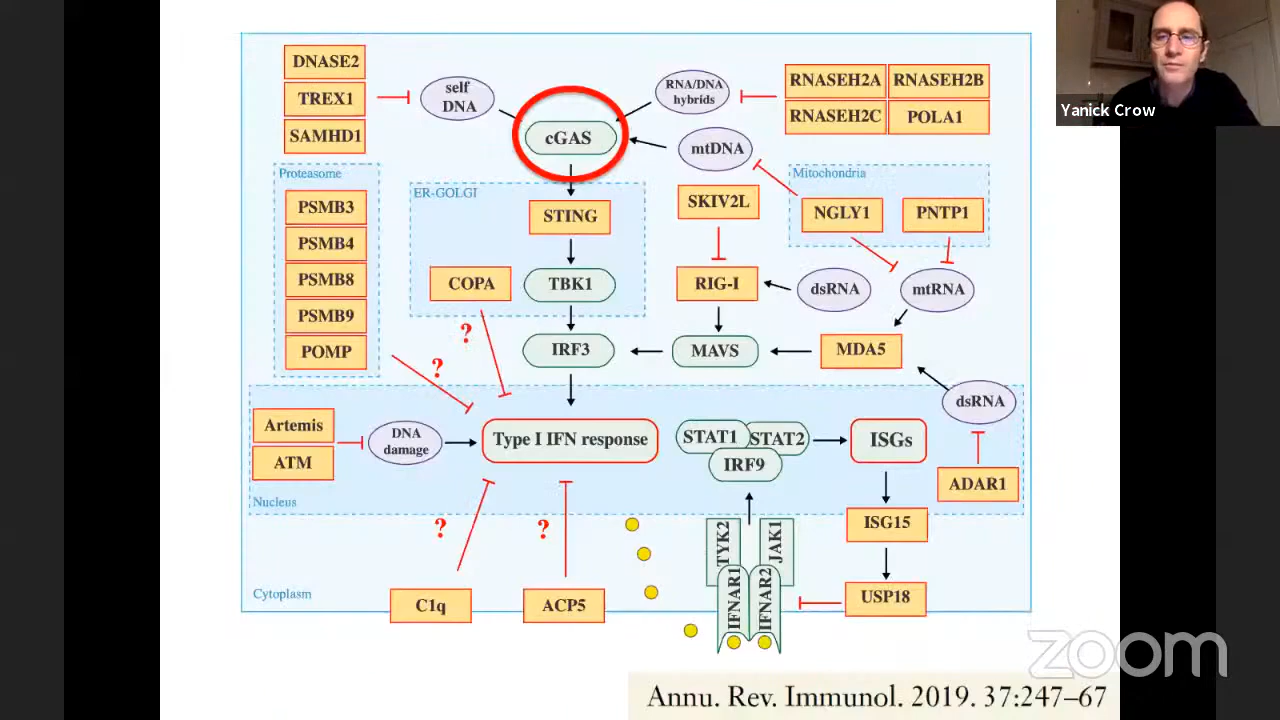 Yanick Crow
DNASE2
TREX1
SAMHD1
self
DNA
cGAS
RNA/DNA
hybrids
mtDNA
RNASEH2A
RNASEH2B
RNASEH2C
POLA1
Proteasome
PSMB3
PSMB4
PSMB8
PSMB9
POMP
ER-GOLGI
STING
COPA
TBK1
IRF3
SKIV2L
RIG-I
dsRNA
MAVS
Mitochondria
NGLY1
PNTP1
mtRNA
MDA5
dsRNA
?
?
Artemis
ATM
DNA
damage
Type I IFN response
STAT1
STAT2
IRF9
ISGs
ADAR1
Nucleus
?
?
ISG15
TYK2
JAK1
IFNAR1
IFNAR2
USP18
Cytoplasm
C1q
ACP5
zoom
Annu. Rev. Immunol. 2019. 37:247–67